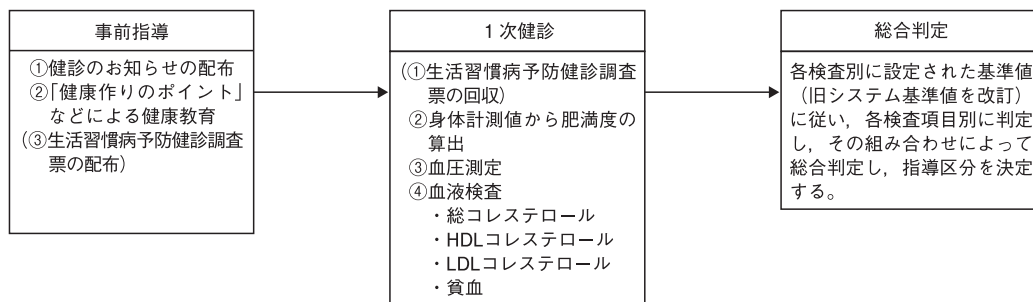 事前指導
①健診のお知らせの配布
②「健康作りのポイント」
などによる健康教育
(③生活習慣病予防健診調査
票の配布)
1次健診
(①生活習慣病予防健診調査
票の回収)
②身体計測値から肥満度の
算出
③血圧測定
④血液検査
・総コレステロール
・HDLコレステロール
・LDLコレステロール
・貧血
総合判定
各検査別に設定された基準値
(旧システム基準値を改訂)
に従い，各検査項目別に判定
し，その組み合わせによって
総合判定し，指導区分を決定
する。